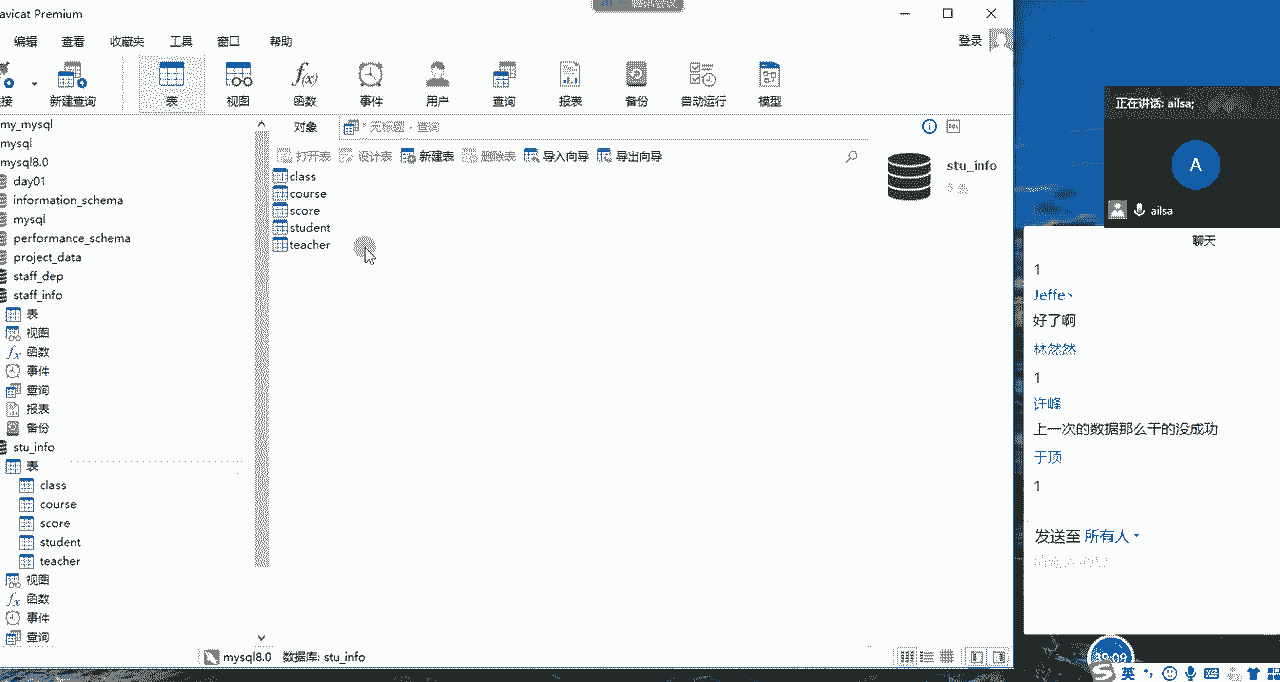 avicat Premium
编辑 查看 收藏夹 工具 窗口 帮助
登录
接 新建查询 表 视图 函数 事件 用户 查询 报表 备份 自动运行 模型
对象 * 无标题 - 查询
打开表 设计表 新建表 删除表 导入向导 导出向导
my_mysql
mysql
mysql8.0
day01
information_schema
mysql
performance_schema
project_data
staff_dep
staff_info
表
视图
函数
事件
查询
报表
备份
stu_info
表
class
course
score
student
teacher
视图
函数
事件
查询
class
course
score
student
teacher
stu_info
5 表
mysql8.0 数据库: stu_info
正在讲话: ailsa;
A
ailsa
聊天
1
Jeffe丶
好了啊
林然然
1
许峰
上一次的数据那么干的没成功
于顶
1
发送至 所有人
39:09
英